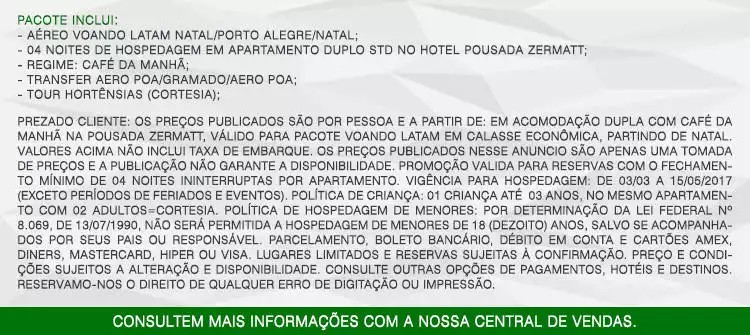 PACOTE INCLUI:
- AÉREO VOANDO LATAM NATAL/PORTO ALEGRE/NATAL;
- 04 NOITES DE HOSPEDAGEM EM APARTAMENTO DUPLO STD NO HOTEL POUSADA ZERMATT;
- REGIME: CAFÉ DA MANHÃ;
- TRANSFER AERO POA/GRAMADO/AERO POA;
- TOUR HORTÊNSIAS (CORTESIA);
PREZADO CLIENTE: OS PREÇOS PUBLICADOS SÃO POR PESSOA E A PARTIR DE: EM ACOMODAÇÃO DUPLA COM CAFÉ DA
MANHÃ NA POUSADA ZERMATT, VÁLIDO PARA PACOTE VOANDO LATAM EM CALASSE ECONÔMICA, PARTINDO DE NATAL.
VALORES ACIMA NÃO INCLUI TAXA DE EMBARQUE. OS PREÇOS PUBLICADOS NESSE ANUNCIO SÃO APENAS UMA TOMADA
DE PREÇOS E A PUBLICAÇÃO NÃO GARANTE A DISPONIBILIDADE. PROMOÇÃO VALIDA PARA RESERVAS COM O FECHAMEN-
TO MÍNIMO DE 04 NOITES ININTERRUPTAS POR APARTAMENTO. VIGÊNCIA PARA HOSPEDAGEM: DE 03/03 A 15/05/2017
(EXCETO PERÍODOS DE FERIADOS E EVENTOS). POLÍTICA DE CRIANÇA: 01 CRIANÇA ATÉ 03 ANOS, NO MESMO APARTAMEN-
TO COM 02 ADULTOS=CORTESIA. POLÍTICA DE HOSPEDAGEM DE MENORES: POR DETERMINAÇÃO DA LEI FEDERAL Nº
8.069, DE 13/07/1990, NÃO SERÁ PERMITIDA A HOSPEDAGEM DE MENORES DE 18 (DEZOITO) ANOS, SALVO SE ACOMPANHA-
DOS POR SEUS PAIS OU RESPONSÁVEL. PARCELAMENTO, BOLETO BANCÁRIO, DÉBITO EM CONTA E CARTÕES AMEX,
DINERS, MASTERCARD, HIPER OU VISA. LUGARES LIMITADOS E RESERVAS SUJEITAS À CONFIRMAÇÃO. PREÇO E CONDI-
ÇÕES SUJEITOS A ALTERAÇÃO E DISPONIBILIDADE. CONSULTE OUTRAS OPÇÕES DE PAGAMENTOS, HOTÉIS E DESTINOS.
RESERVAMO-NOS O DIREITO DE QUALQUER ERRO DE DIGITAÇÃO OU IMPRESSÃO.
CONSULTEM MAIS INFORMAÇÕES COM A NOSSA CENTRAL DE VENDAS.